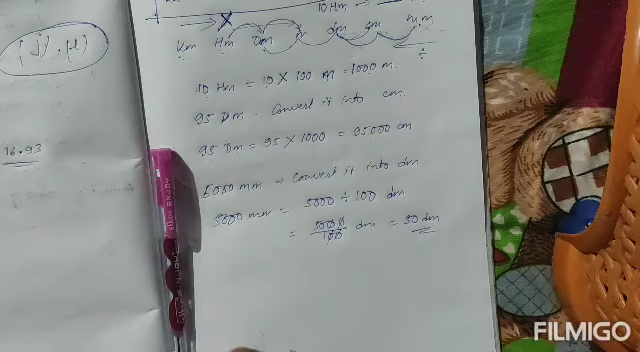 10 Hm
Km Hm Dm m dm cm mm
÷
10 Hm = 10 × 100 m = 1000 m.
95 Dm - Convert it into cm.
95 Dm = 95 × 1000 = 95000 cm
5000 mm - Convert it into dm
5000 mm = 5000 ÷ 100 dm
= 5000/100 dm = 50 dm
16.93
FILMIGO